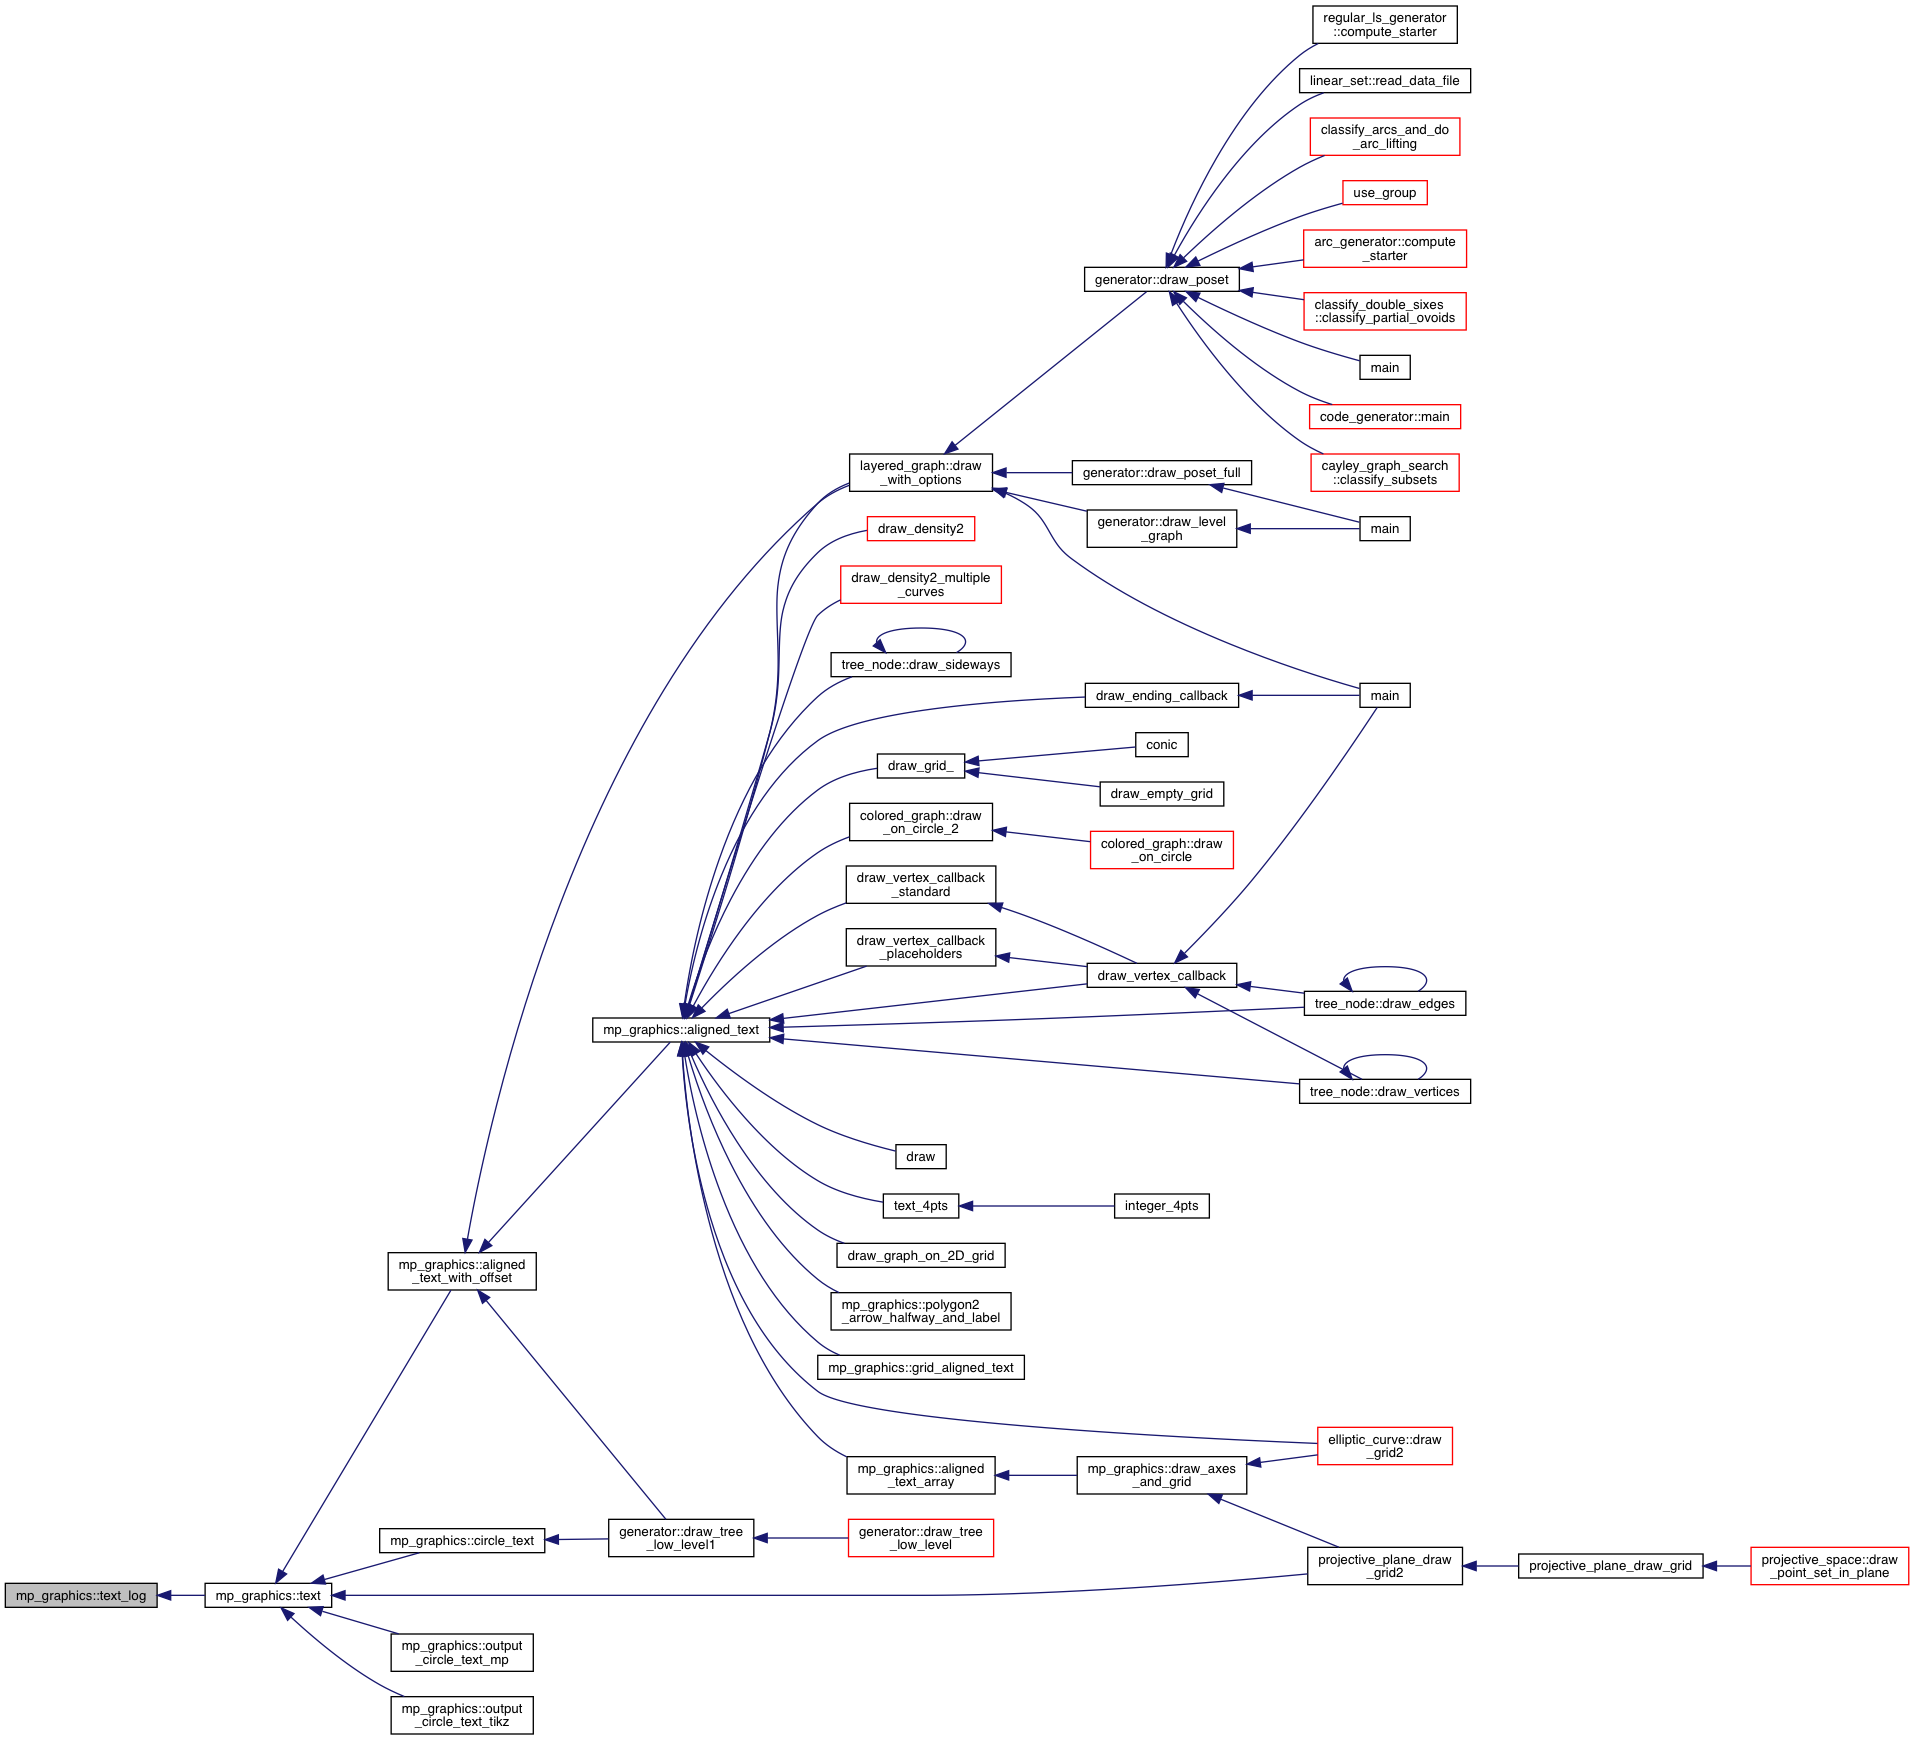 regular_ls_generator
::compute_starter
linear_set::read_data_file
classify_arcs_and_do
_arc_lifting
use_group
arc_generator::compute
_starter
generator::draw_poset
classify_double_sixes
::classify_partial_ovoids
main
code_generator::main
layered_graph::draw
_with_options
generator::draw_poset_full
cayley_graph_search
::classify_subsets
draw_density2
generator::draw_level
_graph
main
draw_density2_multiple
_curves
tree_node::draw_sideways
draw_ending_callback
main
conic
draw_grid_
draw_empty_grid
colored_graph::draw
_on_circle_2
colored_graph::draw
_on_circle
draw_vertex_callback
_standard
draw_vertex_callback
_placeholders
draw_vertex_callback
tree_node::draw_edges
mp_graphics::aligned_text
tree_node::draw_vertices
draw
text_4pts
integer_4pts
draw_graph_on_2D_grid
mp_graphics::aligned
_text_with_offset
mp_graphics::polygon2
_arrow_halfway_and_label
mp_graphics::grid_aligned_text
elliptic_curve::draw
_grid2
mp_graphics::aligned
_text_array
mp_graphics::draw_axes
_and_grid
mp_graphics::circle_text
generator::draw_tree
_low_level1
generator::draw_tree
_low_level
projective_plane_draw
_grid2
projective_plane_draw_grid
projective_space::draw
_point_set_in_plane
mp_graphics::text_log
mp_graphics::text
mp_graphics::output
_circle_text_mp
mp_graphics::output
_circle_text_tikz